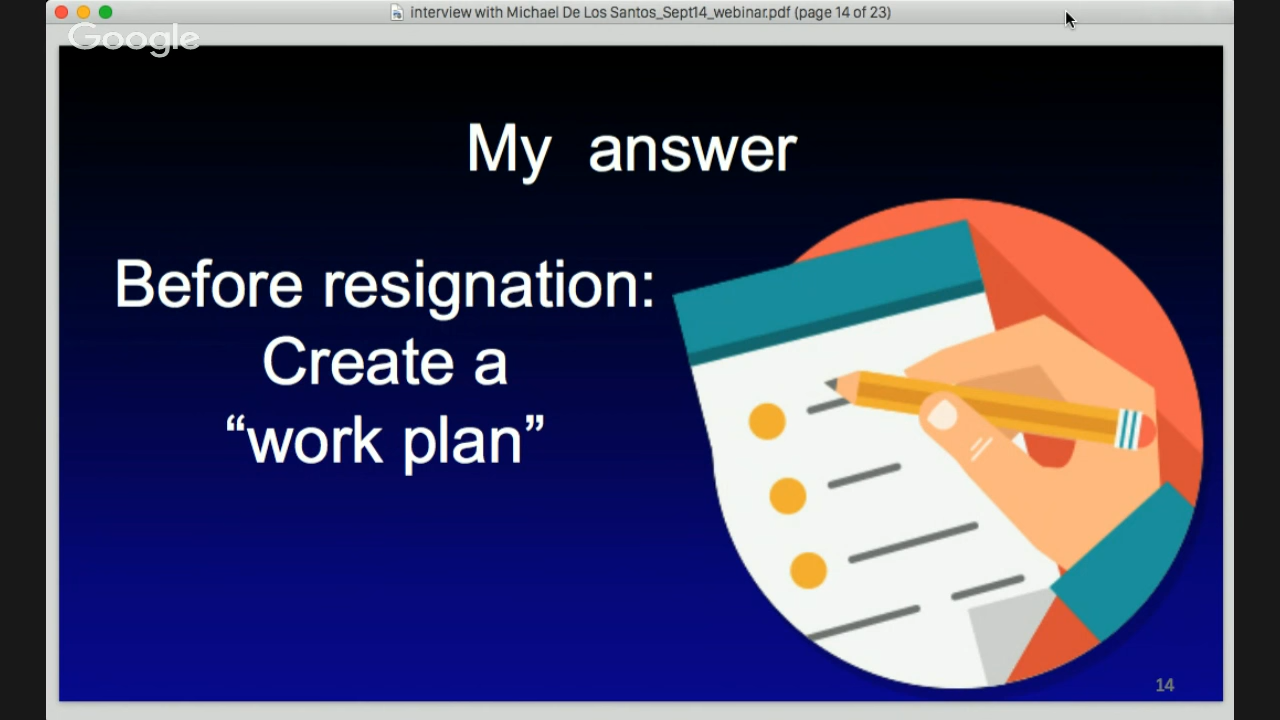 interview with Michael De Los Santos_Sept14_webinar.pdf (page 14 of 23)
Google
My answer
Before resignation:
Create a
“work plan”
14